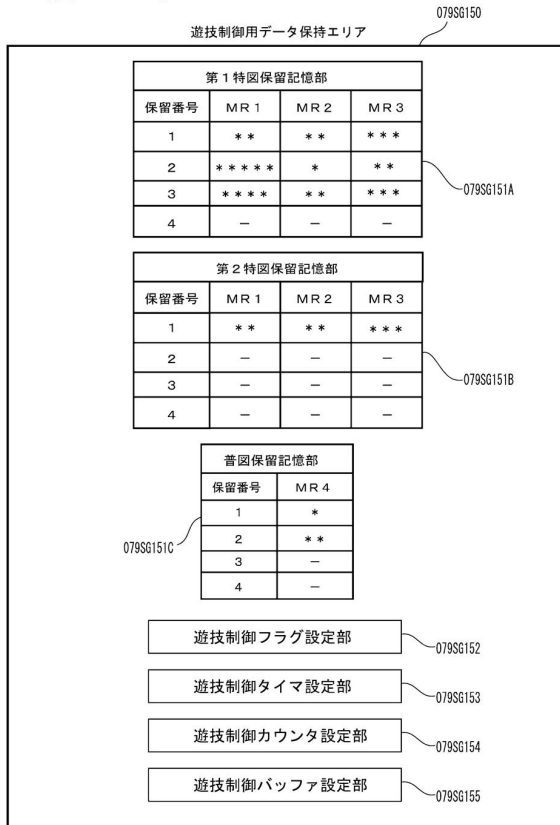 079SG150
遊技制御用データ保持エリア
第１特図保留記憶部
保留番号 ＭＲ１ ＭＲ２ ＭＲ３
１ ＊＊ ＊＊ ＊＊＊
２ ＊＊＊＊＊ ＊ ＊＊
３ ＊＊＊＊ ＊＊ ＊＊＊
４ － － －
079SG151A
第２特図保留記憶部
保留番号 ＭＲ１ ＭＲ２ ＭＲ３
１ ＊＊ ＊＊ ＊＊＊
２ － － －
３ － － －
４ － － －
079SG151B
普図保留記憶部
保留番号 ＭＲ４
１ ＊
２ ＊＊
３ －
４ －
079SG151C
遊技制御フラグ設定部
079SG152
遊技制御タイマ設定部
079SG153
遊技制御カウンタ設定部
079SG154
遊技制御バッファ設定部
079SG155